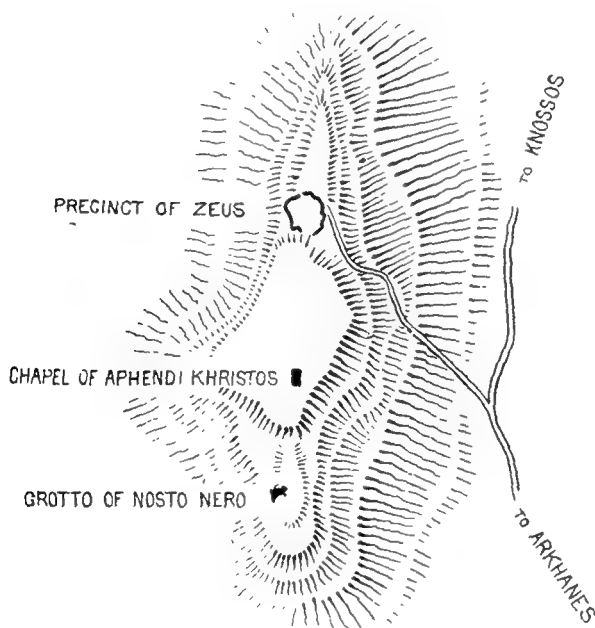 TO KNOSSOS
PRECINCT OF ZEUS
CHAPEL OF APHENDI KHRISTOS
GROTTO OF NOSTO NERO
TO ARKHANES